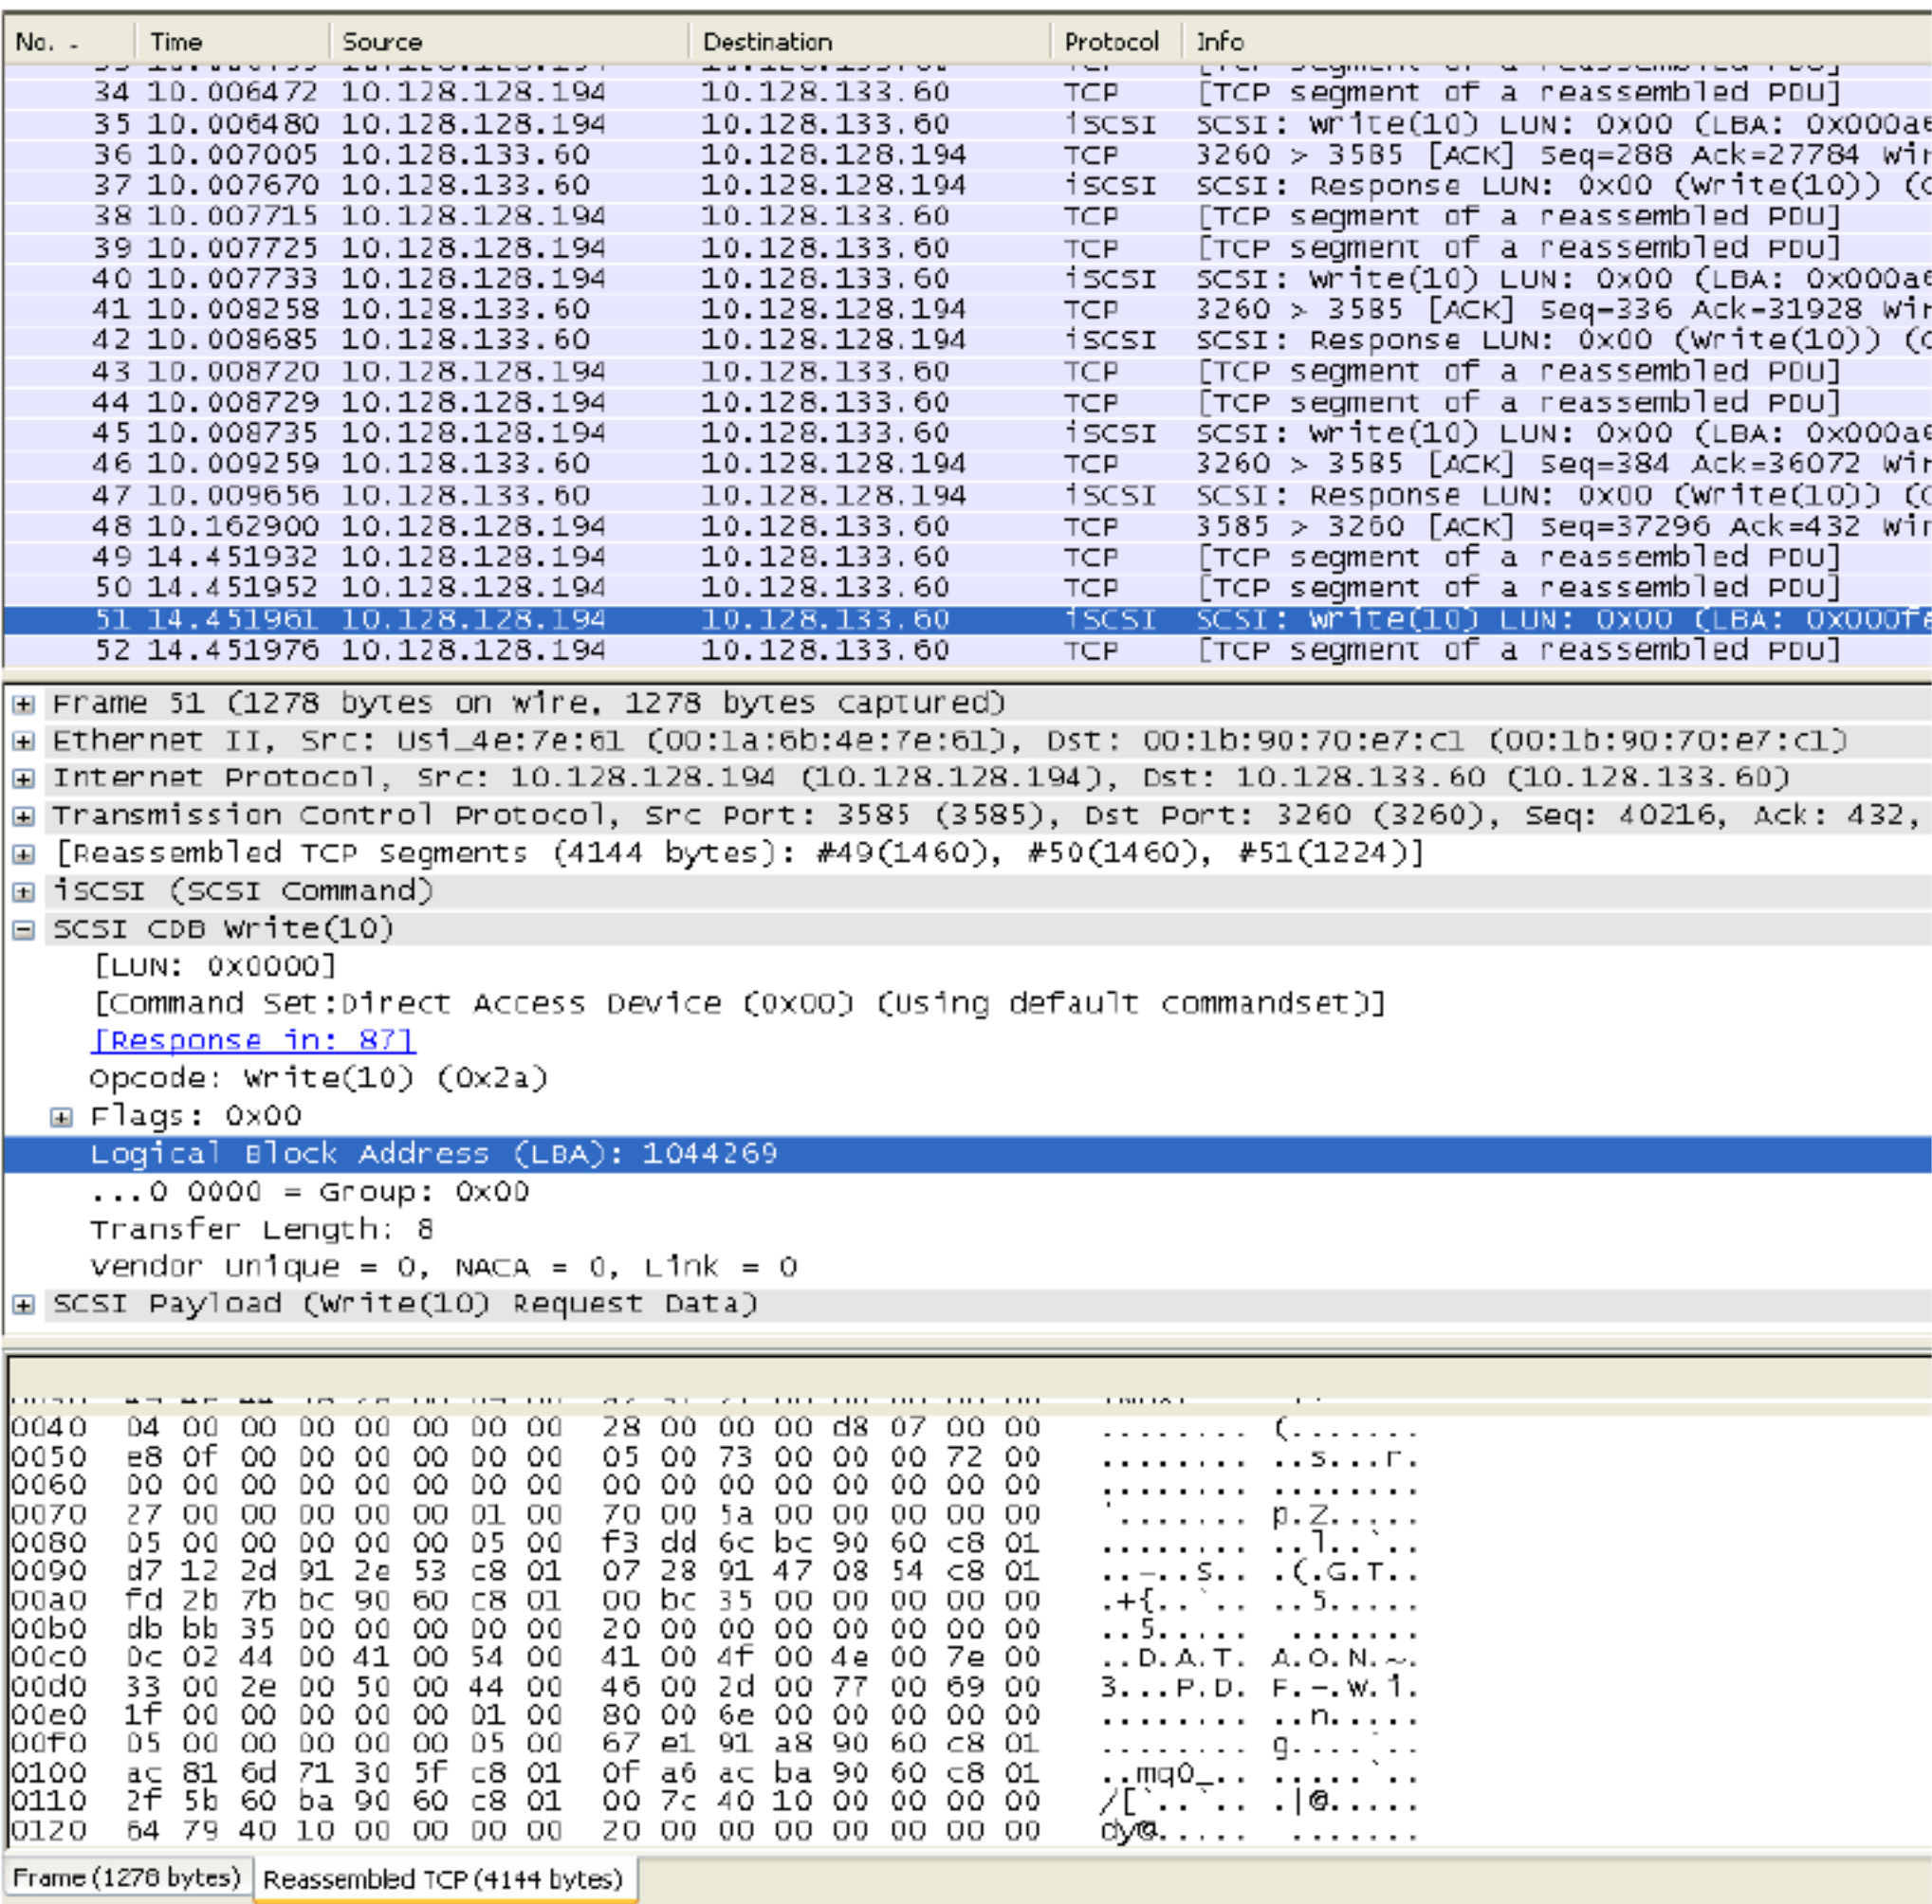 No. - Time Source Destination Protocol Info
34 10.006472 10.128.128.194 10.128.133.60 TCP [TCP segment of a reassembled PDU]
35 10.006480 10.128.128.194 10.128.133.60 iSCSI SCSI: Write(10) LUN: 0x00 (LBA: 0x000ae
36 10.007005 10.128.133.60 10.128.128.194 TCP 3260 > 3585 [ACK] Seq=288 Ack=27784 Win
37 10.007670 10.128.133.60 10.128.128.194 iSCSI SCSI: Response LUN: 0x00 (Write(10)) (
38 10.007715 10.128.128.194 10.128.133.60 TCP [TCP segment of a reassembled PDU]
39 10.007725 10.128.128.194 10.128.133.60 TCP [TCP segment of a reassembled PDU]
40 10.007733 10.128.128.194 10.128.133.60 iSCSI SCSI: Write(10) LUN: 0x00 (LBA: 0x000ae
41 10.008258 10.128.133.60 10.128.128.194 TCP 3260 > 3585 [ACK] Seq=336 Ack=31928 Win
42 10.008685 10.128.133.60 10.128.128.194 iSCSI SCSI: Response LUN: 0x00 (Write(10)) (
43 10.008720 10.128.128.194 10.128.133.60 TCP [TCP segment of a reassembled PDU]
44 10.008729 10.128.128.194 10.128.133.60 TCP [TCP segment of a reassembled PDU]
45 10.008735 10.128.128.194 10.128.133.60 iSCSI SCSI: Write(10) LUN: 0x00 (LBA: 0x000ae
46 10.009259 10.128.133.60 10.128.128.194 TCP 3260 > 3585 [ACK] Seq=384 Ack=36072 Win
47 10.009656 10.128.133.60 10.128.128.194 iSCSI SCSI: Response LUN: 0x00 (Write(10)) (
48 10.162900 10.128.128.194 10.128.133.60 TCP 3585 > 3260 [ACK] Seq=37296 Ack=432 Win
49 14.451932 10.128.128.194 10.128.133.60 TCP [TCP segment of a reassembled PDU]
50 14.451952 10.128.128.194 10.128.133.60 TCP [TCP segment of a reassembled PDU]
51 14.451961 10.128.128.194 10.128.133.60 iSCSI SCSI: Write(10) LUN: 0x00 (LBA: 0x000fe
52 14.451976 10.128.128.194 10.128.133.60 TCP [TCP segment of a reassembled PDU]
Frame 51 (1278 bytes on wire, 1278 bytes captured)
Ethernet II, Src: Usi_4e:7e:61 (00:1a:6b:4e:7e:61), Dst: 00:1b:90:70:e7:c1 (00:1b:90:70:e7:c1)
Internet Protocol, Src: 10.128.128.194 (10.128.128.194), Dst: 10.128.133.60 (10.128.133.60)
Transmission Control Protocol, Src Port: 3585 (3585), Dst Port: 3260 (3260), Seq: 40216, Ack: 432,
[Reassembled TCP Segments (4144 bytes): #49(1460), #50(1460), #51(1224)]
iSCSI (SCSI Command)
SCSI CDB Write(10)
[LUN: 0x0000]
[Command Set:Direct Access Device (0x00) (Using default commandset)]
[Response in: 87]
Opcode: Write(10) (0x2a)
Flags: 0x00
Logical Block Address (LBA): 1044269
...0 0000 = Group: 0x00
Transfer Length: 8
Vendor Unique = 0, NACA = 0, Link = 0
SCSI Payload (Write(10) Request Data)
0040 04 00 00 00 00 00 00 00 28 00 00 00 d8 07 00 00 ........ (.......
0050 e8 0f 00 00 00 00 00 00 05 00 73 00 00 00 72 00 ........ ..s...r.
0060 00 00 00 00 00 00 00 00 00 00 00 00 00 00 00 00 ........ ........
0070 27 00 00 00 00 00 01 00 70 00 5a 00 00 00 00 00 '....... p.Z.....
0080 05 00 00 00 00 00 05 00 f3 dd 6c bc 90 60 c8 01 ........ ..l..`..
0090 d7 12 2d 91 2e 53 c8 01 07 28 91 47 08 54 c8 01 ..-..S.. .(.G.T..
00a0 fd 2b 7b bc 90 60 c8 01 00 bc 35 00 00 00 00 00 .+{..`.. ..5.....
00b0 db bb 35 00 00 00 00 00 20 00 00 00 00 00 00 00 ..5..... .......
00c0 0c 02 44 00 41 00 54 00 41 00 4f 00 4e 00 7e 00 ..D.A.T. A.O.N.~.
00d0 33 00 2e 00 50 00 44 00 46 00 2d 00 77 00 69 00 3...P.D. F.-.w.i.
00e0 1f 00 00 00 00 00 01 00 80 00 6e 00 00 00 00 00 ........ ..n.....
00f0 05 00 00 00 00 00 05 00 67 e1 91 a8 90 60 c8 01 ........ g....`..
0100 ac 81 6d 71 30 5f c8 01 0f a6 ac ba 90 60 c8 01 ..mq0_.. .....`..
0110 2f 5b 60 ba 90 60 c8 01 00 7c 40 10 00 00 00 00 /[`..`.. .|@.....
0120 64 79 40 10 00 00 00 00 20 00 00 00 00 00 00 00 dy@..... .......
Frame (1278 bytes) Reassembled TCP (4144 bytes)